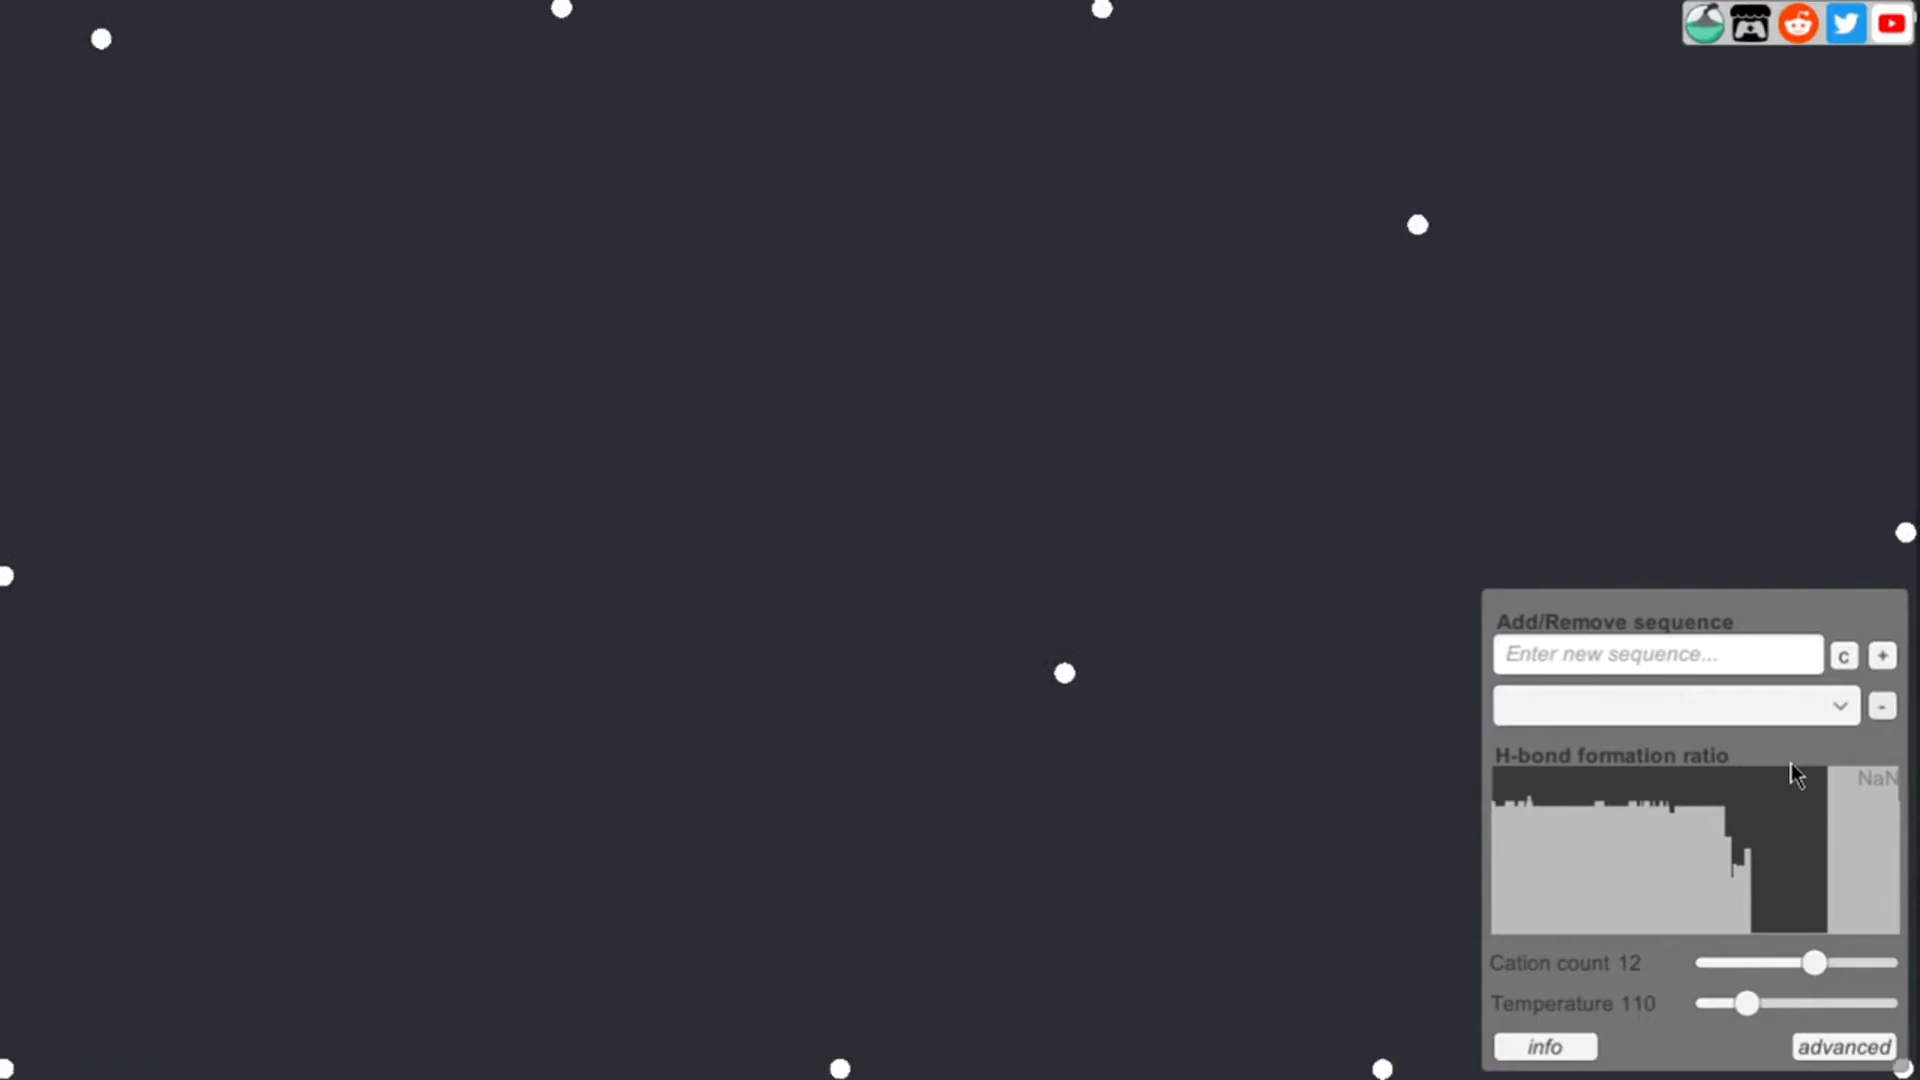 Add/Remove sequence
Enter new sequence...
c
+
-
H-bond formation ratio
NaN
Cation count 12
Temperature 110
info
advanced